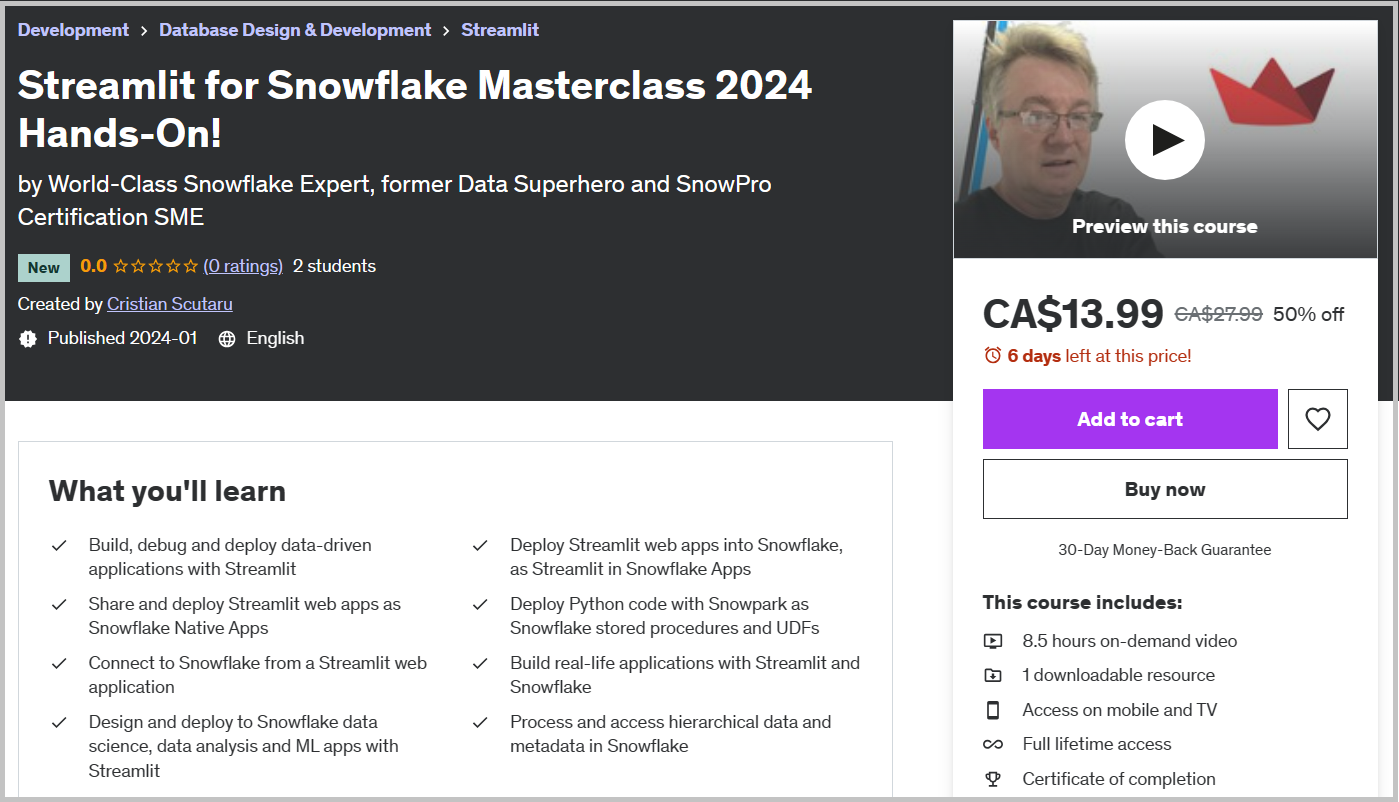 Development > Database Design & Development > Streamlit
Streamlit for Snowflake Masterclass 2024
Hands-On!
by World-Class Snowflake Expert, former Data Superhero and SnowPro
Certification SME
New 0.0 (0 ratings) 2 students
Created by Cristian Scutaru
Published 2024-01 English
Preview this course
CA$13.99 CA$27.99 50% off
6 days left at this price!
Add to cart
Buy now
30-Day Money-Back Guarantee
This course includes:
8.5 hours on-demand video
1 downloadable resource
Access on mobile and TV
Full lifetime access
Certificate of completion
What you'll learn
Build, debug and deploy data-driven
applications with Streamlit
Share and deploy Streamlit web apps as
Snowflake Native Apps
Connect to Snowflake from a Streamlit web
application
Design and deploy to Snowflake data
science, data analysis and ML apps with
Streamlit
Deploy Streamlit web apps into Snowflake,
as Streamlit in Snowflake Apps
Deploy Python code with Snowpark as
Snowflake stored procedures and UDFs
Build real-life applications with Streamlit and
Snowflake
Process and access hierarchical data and
metadata in Snowflake